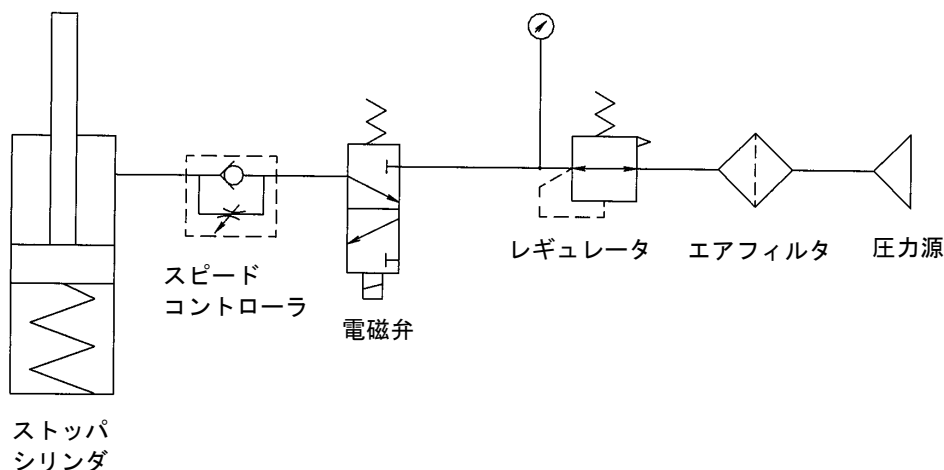 レギュレータ
エアフィルタ
圧力源
スピード
コントローラ
電磁弁
ストッパ
シリンダ